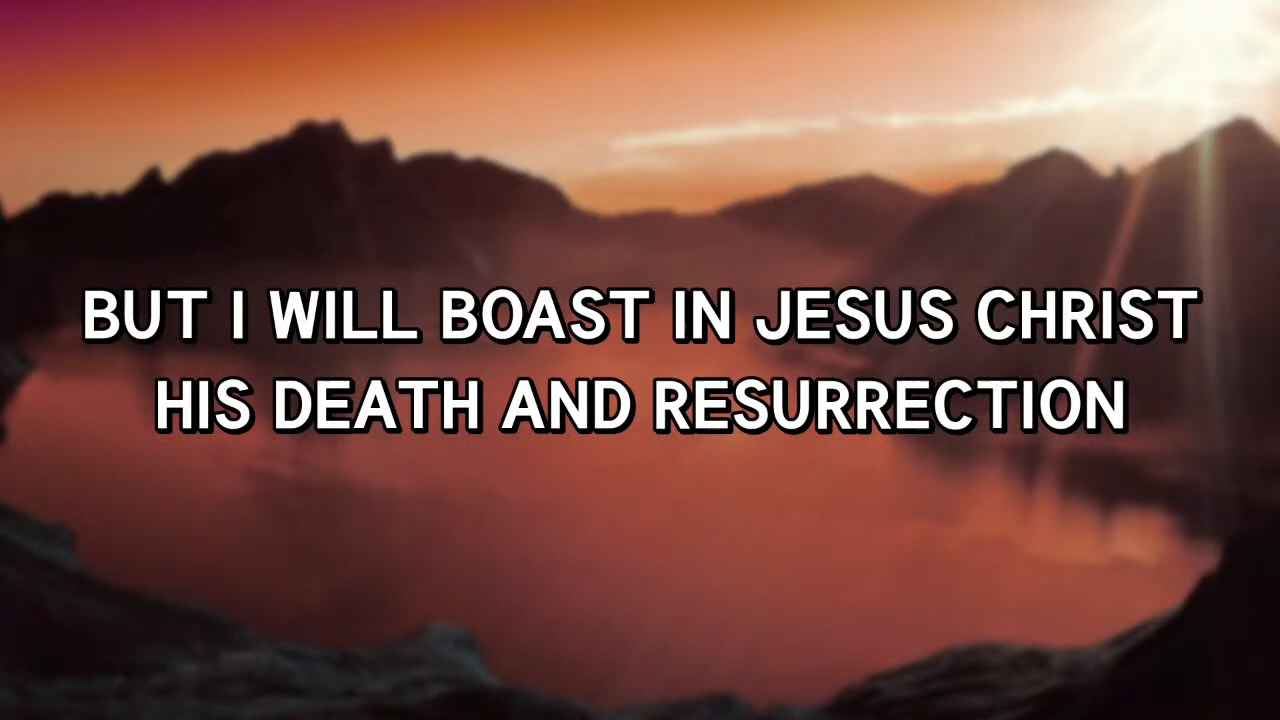 BUT I WILL BOAST IN JESUS CHRIST
HIS DEATH AND RESURRECTION